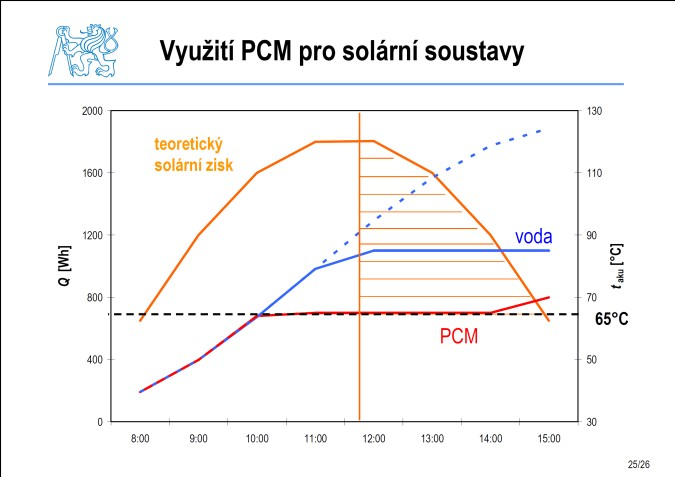 Využití PCM pro solární soustavy
2000
1600
1200
800
400
0
Q [Wh]
teoretický
solární zisk
voda
PCM
130
110
90
70
50
30
t aku [°C]
65°C
8:00 9:00 10:00 11:00 12:00 13:00 14:00 15:00
25/26